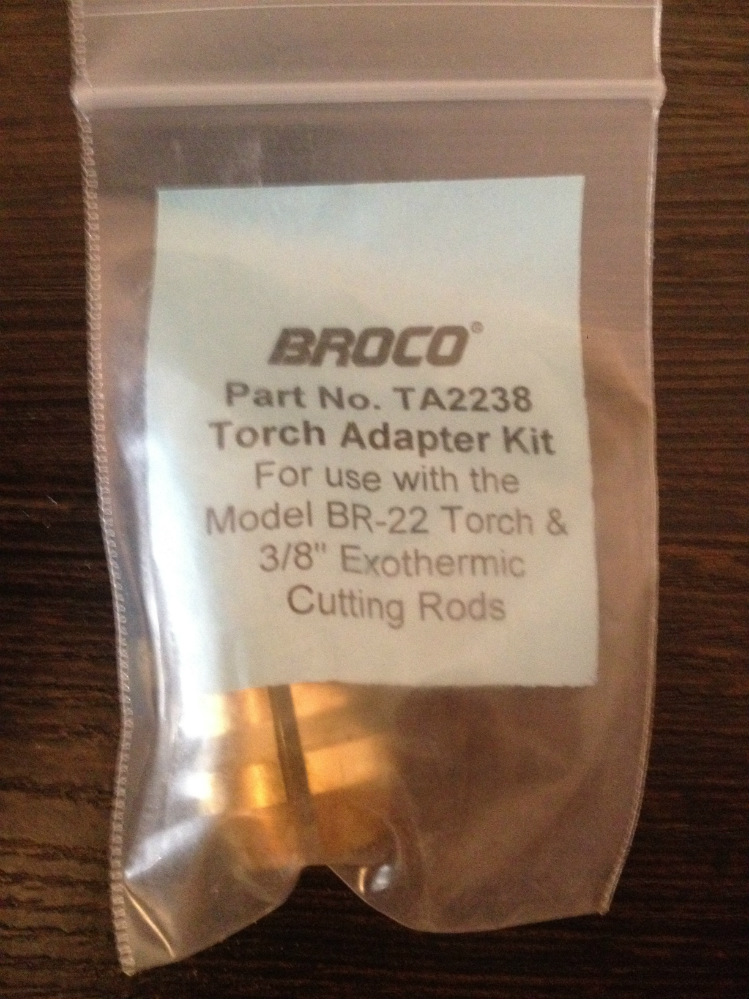 BROCO®
Part No. TA2238
Torch Adapter Kit
For use with the
Model BR-22 Torch &
3/8" Exothermic
Cutting Rods